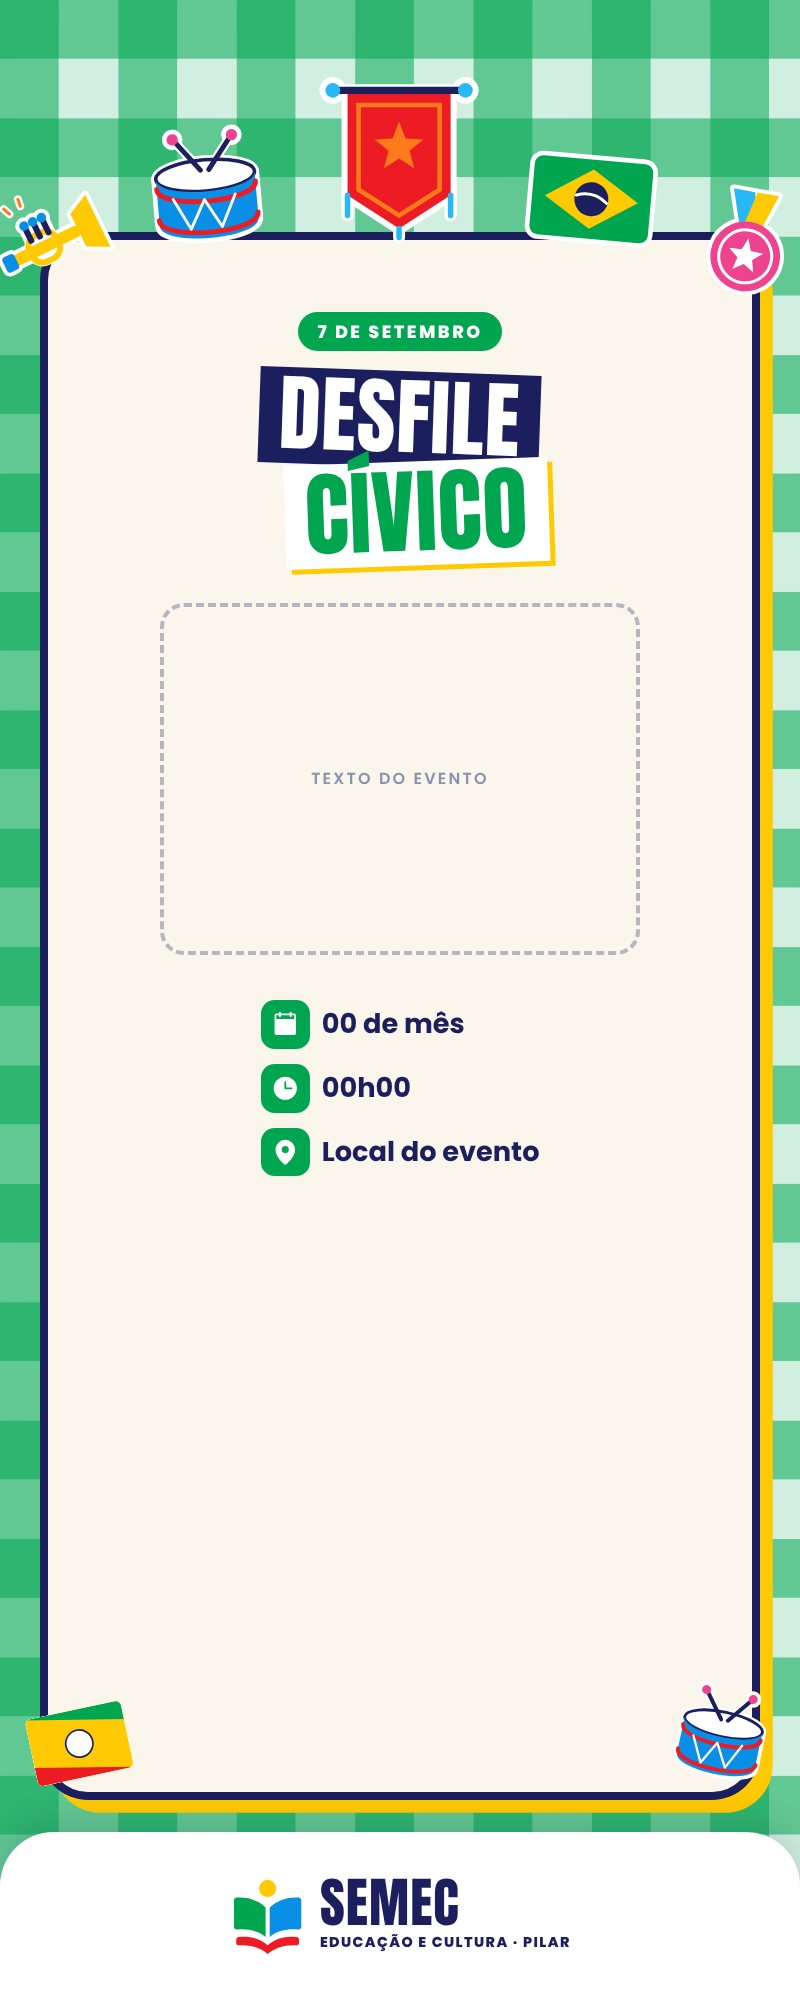 7 DE SETEMBRO
DESFILE
CÍVICO
TEXTO DO EVENTO
00 de mês
00h00
Local do evento
SEMEC
EDUCAÇÃO E CULTURA · PILAR